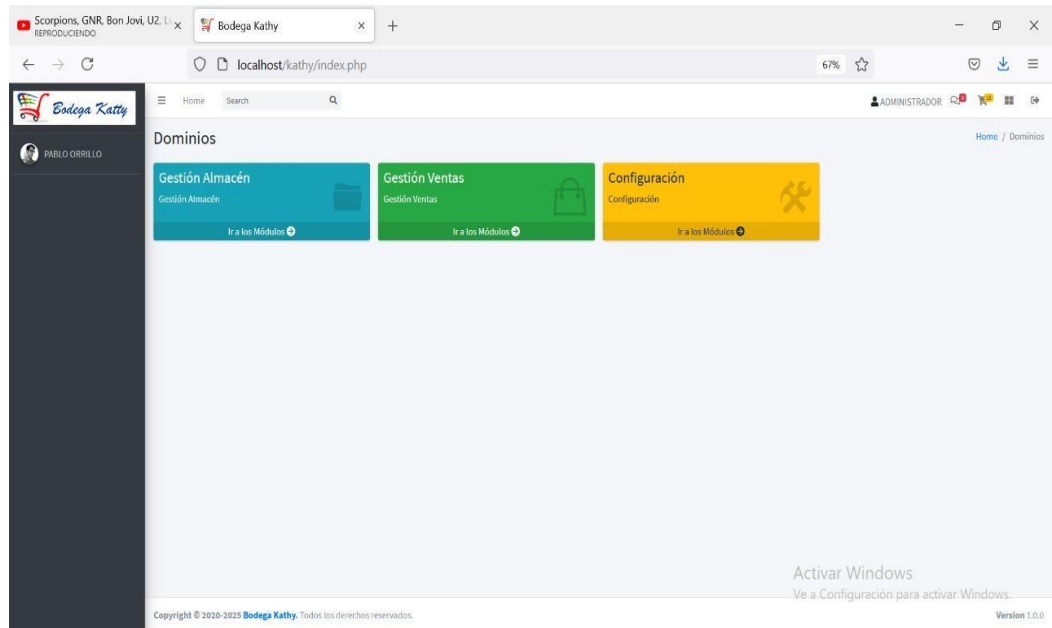 Scorpions, GNR, Bon Jovi, U2, L
REPRODUCIENDO
Bodega Kathy
localhost/kathy/index.php
67%
Bodega Katty
Home
Search
ADMINISTRADOR
PABLO ORRILLO
Dominios
Home / Dominios
Gestión Almacén
Gestión Almacén
Ir a los Módulos
Gestión Ventas
Gestión Ventas
Ir a los Módulos
Configuración
Configuración
Ir a los Módulos
Activar Windows
Ve a Configuración para activar Windows.
Copyright © 2020-2025 Bodega Kathy. Todos los derechos reservados.
Version 1.0.0